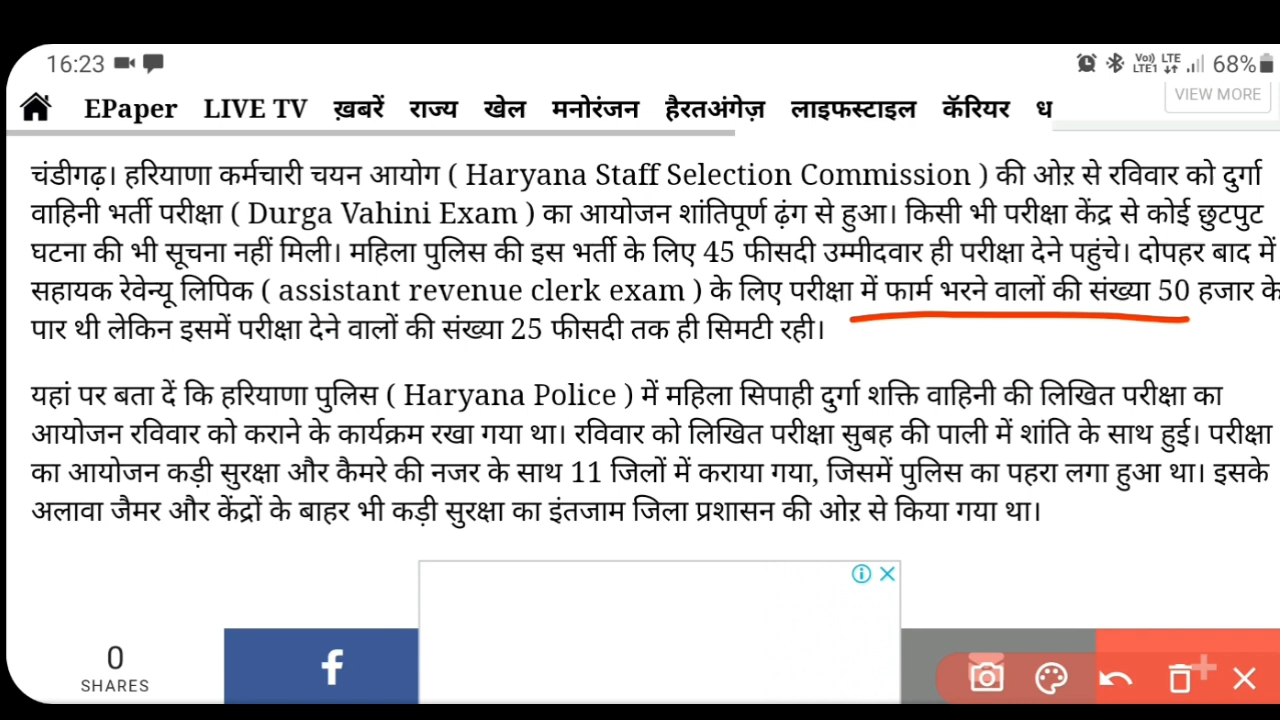 16:23
Vo)) LTE
LTE1
68%
EPaper LIVE TV ख़बरें राज्य खेल मनोरंजन हैरतअंगेज़ लाइफस्टाइल कॅरियर ध
VIEW MORE
चंडीगढ़। हरियाणा कर्मचारी चयन आयोग ( Haryana Staff Selection Commission ) की ओऱ से रविवार को दुर्गा
वाहिनी भर्ती परीक्षा ( Durga Vahini Exam ) का आयोजन शांतिपूर्ण ढ़ंग से हुआ। किसी भी परीक्षा केंद्र से कोई छुटपुट
घटना की भी सूचना नहीं मिली। महिला पुलिस की इस भर्ती के लिए 45 फीसदी उम्मीदवार ही परीक्षा देने पहुंचे। दोपहर बाद में
सहायक रेवेन्यू लिपिक ( assistant revenue clerk exam ) के लिए परीक्षा में फार्म भरने वालों की संख्या 50 हजार के
पार थी लेकिन इसमें परीक्षा देने वालों की संख्या 25 फीसदी तक ही सिमटी रही।
यहां पर बता दें कि हरियाणा पुलिस ( Haryana Police ) में महिला सिपाही दुर्गा शक्ति वाहिनी की लिखित परीक्षा का
आयोजन रविवार को कराने के कार्यक्रम रखा गया था। रविवार को लिखित परीक्षा सुबह की पाली में शांति के साथ हुई। परीक्षा
का आयोजन कड़ी सुरक्षा और कैमरे की नजर के साथ 11 जिलों में कराया गया, जिसमें पुलिस का पहरा लगा हुआ था। इसके
अलावा जैमर और केंद्रों के बाहर भी कड़ी सुरक्षा का इंतजाम जिला प्रशासन की ओऱ से किया गया था।
0
SHARES
f